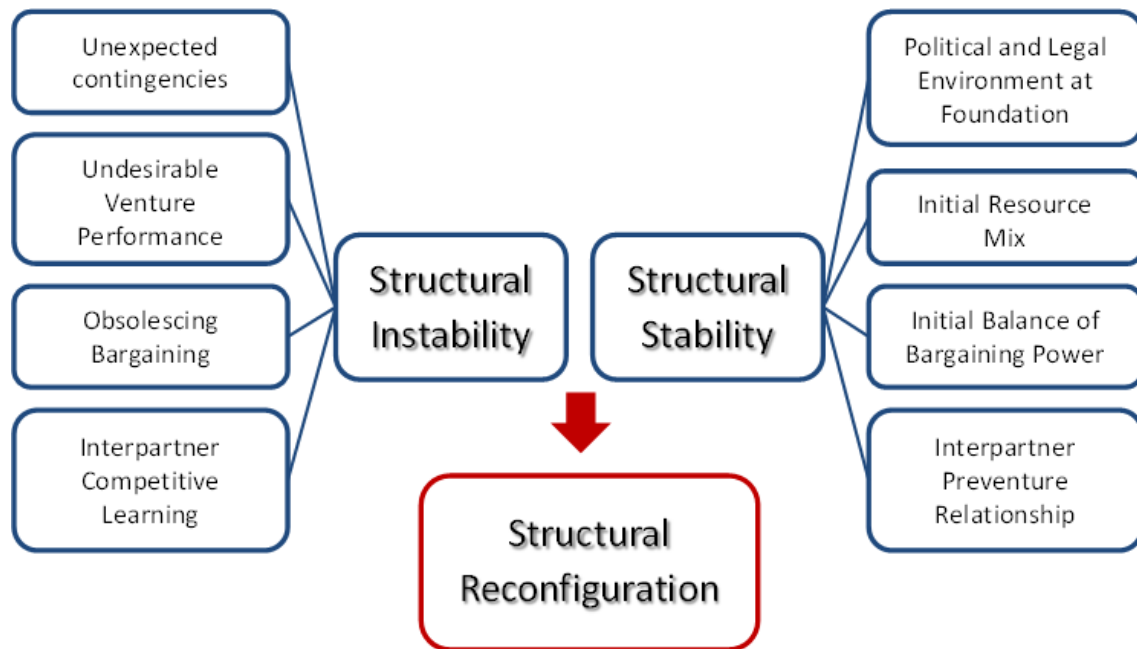 Unexpected
contingencies
Undesirable
Venture
Performance
Obsolescing
Bargaining
Interpartner
Competitive
Learning
Structural
Instability
Structural
Stability
Structural
Reconfiguration
Political and Legal
Environment at
Foundation
Initial Resource
Mix
Initial Balance of
Bargaining Power
Interpartner
Preventure
Relationship